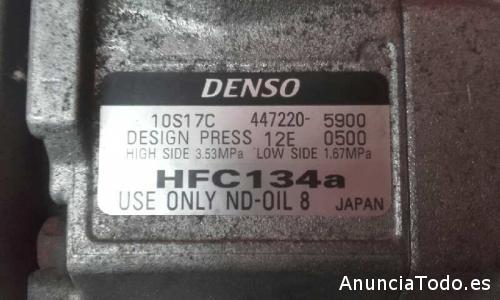 DENSO
10S17C 447220- 5900
DESIGN PRESS 12E 0500
HIGH SIDE 3.53MPa LOW SIDE 1.67MPa
HFC134a
USE ONLY ND-OIL 8 JAPAN
AnunciaTodo.es